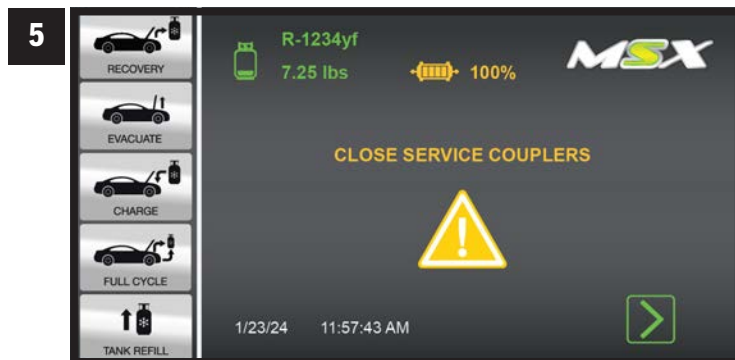 5
RECOVERY
EVACUATE
CHARGE
FULL CYCLE
TANK REFILL
R-1234yf
7.25 lbs
100%
MSX
CLOSE SERVICE COUPLERS
1/23/24 11:57:43 AM